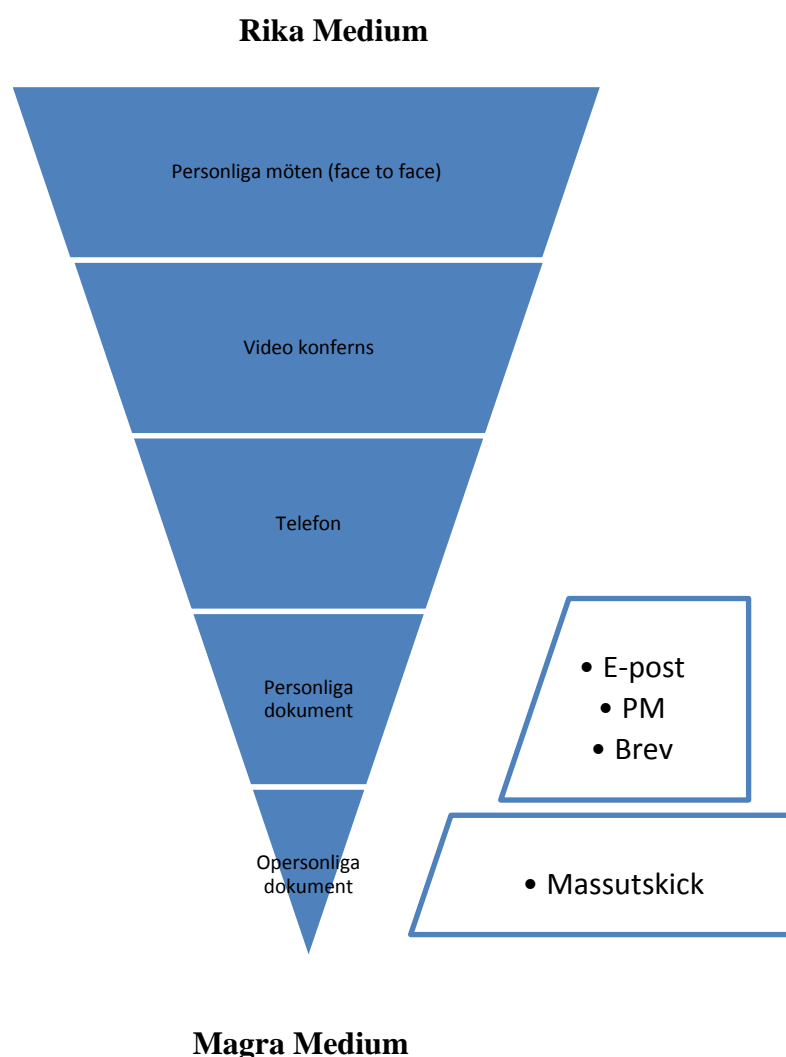 Rika Medium
Personliga möten (face to face)
Video konferns
Telefon
Personliga
dokument
• E-post
• PM
• Brev
Opersonliga
dokument
• Massutskick
Magra Medium